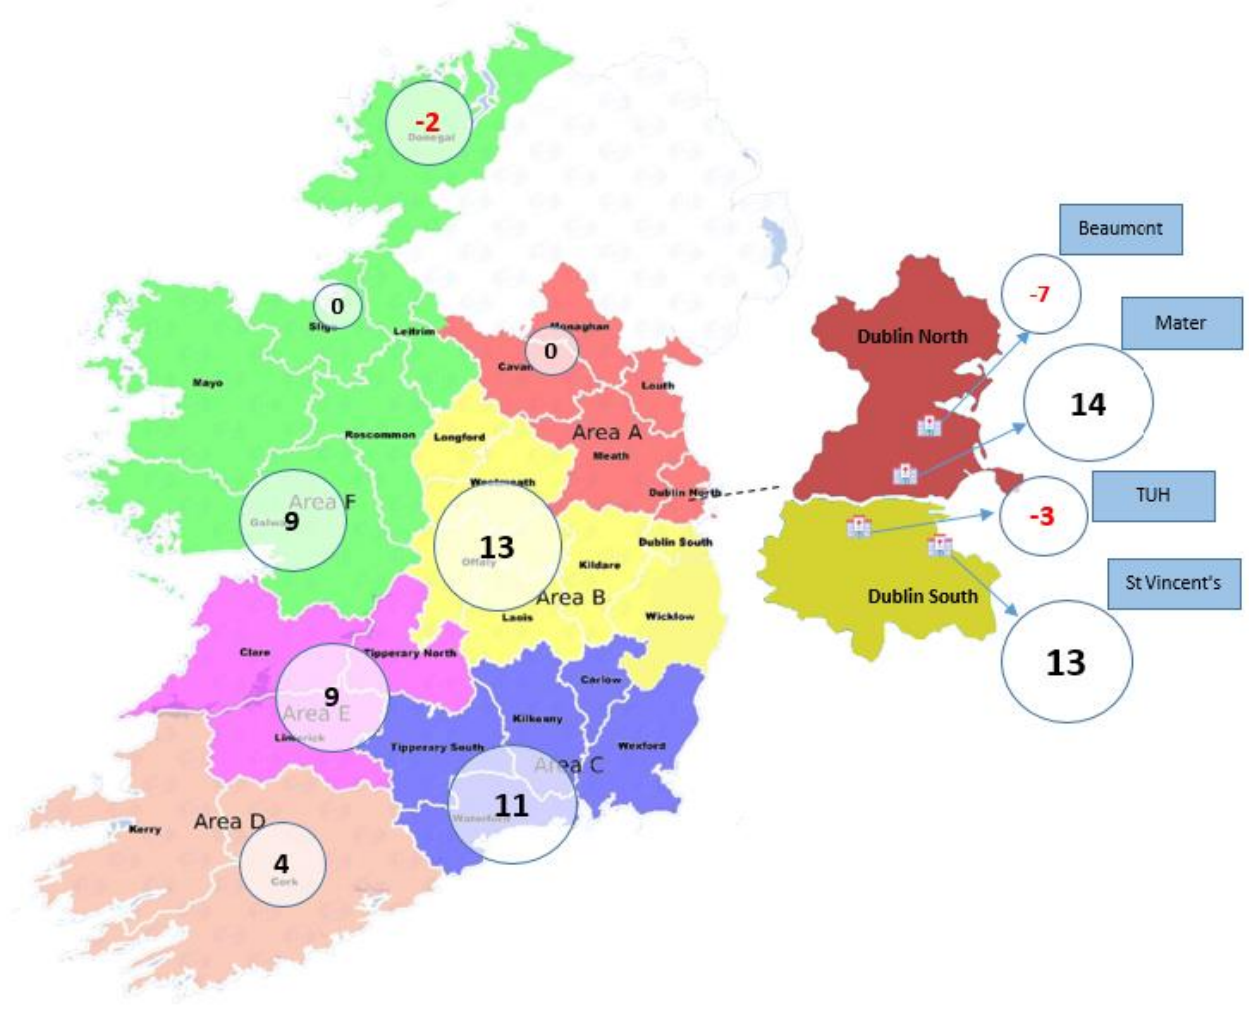 -2
Donegal
Beaumont
-7
Dublin North
Mater
14
0
Sligo
Leitrim
Monaghan
0
Cavan
Louth
Mayo
Roscommon
Longford
Area A
Meath
Westmeath
Dublin North
TUH
-3
Area F
9
Galway
13
Offaly
Dublin South
Kildare
Area B
Laois
Wicklow
St Vincent's
Dublin South
13
Clare
Tipperary North
9
Area E
Limerick
Carlow
Kilkenny
Tipperary South
Wexford
Area C
11
Waterford
Kerry
Area D
4
Cork